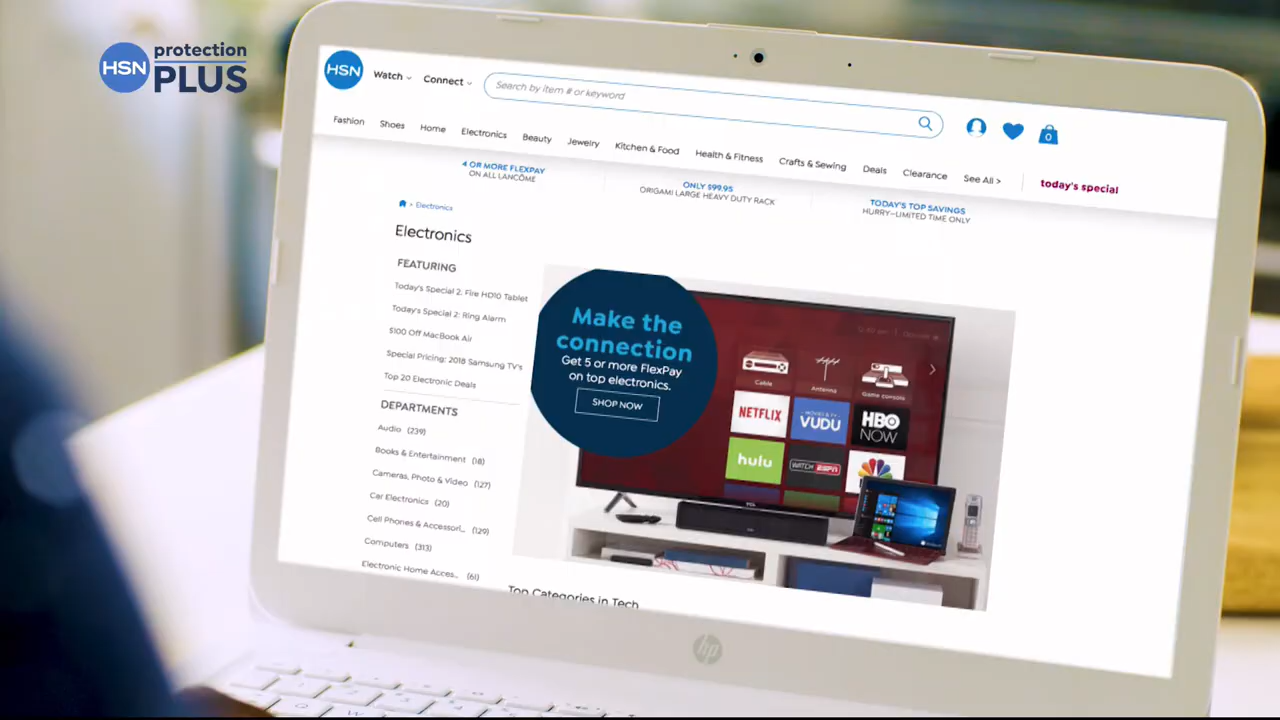 HSN protection
PLUS
HSN
Watch
Connect
Search by item # or keyword
0
Fashion
Shoes
Home
Electronics
Beauty
Jewelry
Kitchen & Food
Health & Fitness
Crafts & Sewing
Deals
Clearance
See All >
today's special
4 OR MORE FLEXPAY
ON ALL LANCÔME
ONLY $99.95
ORIGAMI LARGE HEAVY DUTY RACK
TODAY'S TOP SAVINGS
HURRY–LIMITED TIME ONLY
Electronics
Electronics
FEATURING
Today's Special 2: Fire HD10 Tablet
Today's Special 2: Ring Alarm
$100 Off MacBook Air
Special Pricing: 2018 Samsung TV's
Top 20 Electronic Deals
DEPARTMENTS
Audio (239)
Books & Entertainment (18)
Cameras, Photo & Video (127)
Car Electronics (20)
Cell Phones & Accessori... (129)
Computers (313)
Electronic Home Acces... (61)
Make the
connection
Get 5 or more FlexPay
on top electronics.
SHOP NOW
Cable
Antenna
Game console
NETFLIX
MOVIES & TV
VUDU
HBO
NOW
hulu
WATCH ESPN
TCL
Top Categories in Tech
hp